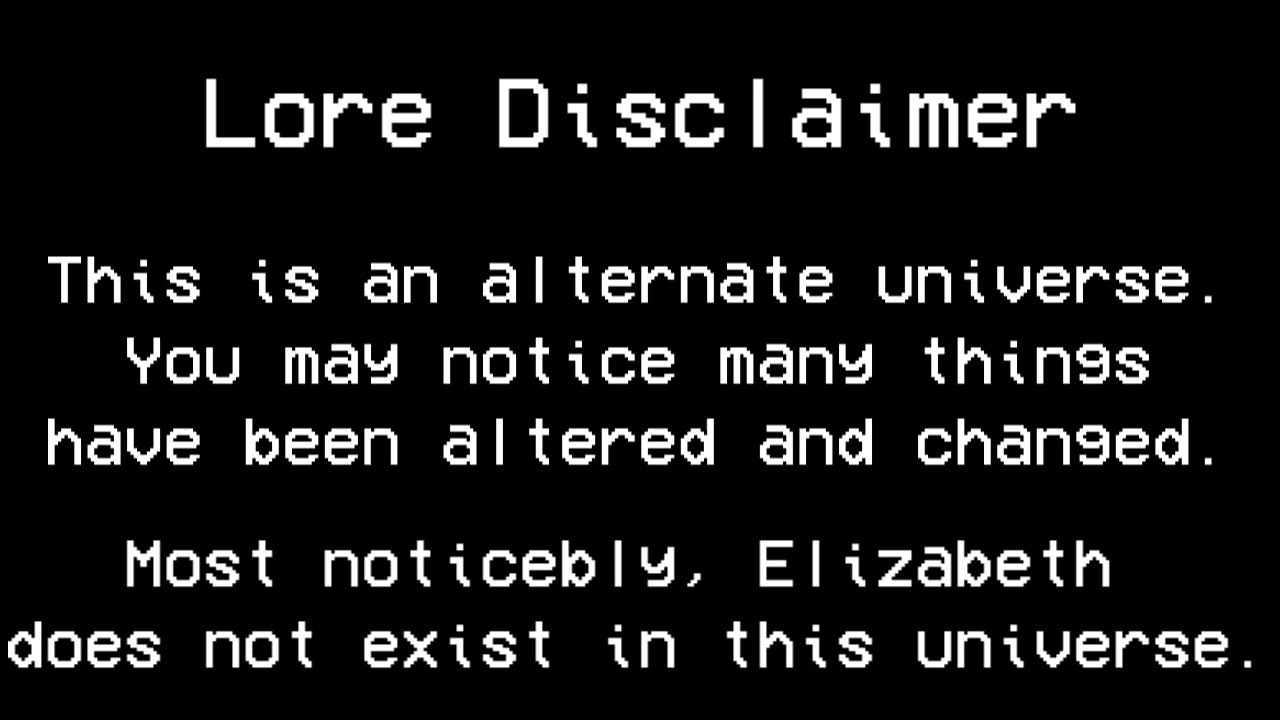 Lore Disclaimer
This is an alternate universe.
You may notice many things
have been altered and changed.
Most noticebly, Elizabeth
does not exist in this universe.